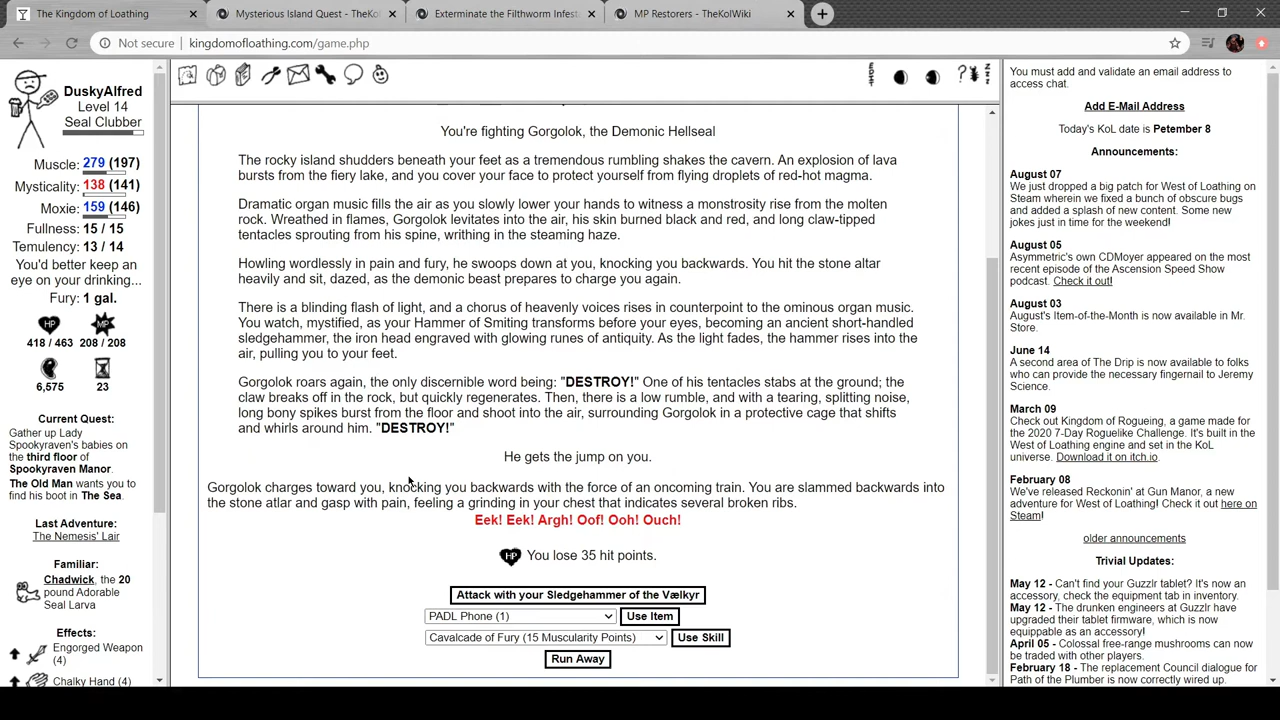 The Kingdom of Loathing
Mysterious Island Quest - TheKol
Exterminate the Filthworm Infest
MP Restorers - TheKolWiki
Not secure
kingdomofloathing.com/game.php
DuskyAlfred
Level 14
Seal Clubber
Muscle: 279 (197)
Mysticality: 138 (141)
Moxie: 159 (146)
Fullness: 15 / 15
Temulency: 13 / 14
You'd better keep an
eye on your drinking...
Fury: 1 gal.
HP MP
418 / 463 208 / 208
6,575 23
Current Quest:
Gather up Lady
Spookyraven's babies on
the third floor of
Spookyraven Manor.
The Old Man wants you to
find his boot in The Sea.
Last Adventure:
The Nemesis' Lair
Familiar:
Chadwick, the 20
pound Adorable
Seal Larva
Effects:
Engorged Weapon
(4)
Chalky Hand (4)
You're fighting Gorgolok, the Demonic Hellseal
The rocky island shudders beneath your feet as a tremendous rumbling shakes the cavern. An explosion of lava
bursts from the fiery lake, and you cover your face to protect yourself from flying droplets of red-hot magma.
Dramatic organ music fills the air as you slowly lower your hands to witness a monstrosity rise from the molten
rock. Wreathed in flames, Gorgolok levitates into the air, his skin burned black and red, and long claw-tipped
tentacles sprouting from his spine, writhing in the steaming haze.
Howling wordlessly in pain and fury, he swoops down at you, knocking you backwards. You hit the stone altar
heavily and sit, dazed, as the demonic beast prepares to charge you again.
There is a blinding flash of light, and a chorus of heavenly voices rises in counterpoint to the ominous organ music.
You watch, mystified, as your Hammer of Smiting transforms before your eyes, becoming an ancient short-handled
sledgehammer, the iron head engraved with glowing runes of antiquity. As the light fades, the hammer rises into the
air, pulling you to your feet.
Gorgolok roars again, the only discernible word being: "DESTROY!" One of his tentacles stabs at the ground; the
claw breaks off in the rock, but quickly regenerates. Then, there is a low rumble, and with a tearing, splitting noise,
long bony spikes burst from the floor and shoot into the air, surrounding Gorgolok in a protective cage that shifts
and whirls around him. "DESTROY!"
He gets the jump on you.
Gorgolok charges toward you, knocking you backwards with the force of an oncoming train. You are slammed backwards into
the stone atlar and gasp with pain, feeling a grinding in your chest that indicates several broken ribs.
Eek! Eek! Argh! Oof! Ooh! Ouch!
HP You lose 35 hit points.
Attack with your Sledgehammer of the Vælkyr
PADL Phone (1) Use Item
Cavalcade of Fury (15 Muscularity Points) Use Skill
Run Away
You must add and validate an email address to
access chat.
Add E-Mail Address
Today's KoL date is Petember 8
Announcements:
August 07
We just dropped a big patch for West of Loathing on
Steam wherein we fixed a bunch of obscure bugs
and added a splash of new content. Some new
jokes just in time for the weekend!
August 05
Asymmetric's own CDMoyer appeared on the most
recent episode of the Ascension Speed Show
podcast. Check it out!
August 03
August's Item-of-the-Month is now available in Mr.
Store.
June 14
A second area of The Drip is now available to folks
who can provide the necessary fingernail to Jeremy
Science.
March 09
Check out Kingdom of Rogueing, a game made for
the 2020 7-Day Roguelike Challenge. It's built in the
West of Loathing engine and set in the KoL
universe. Download it on itch io.
February 08
We've released Reckonin' at Gun Manor, a new
adventure for West of Loathing! Check it out here on
Steam!
older announcements
Trivial Updates:
May 12 - Can't find your Guzzlr tablet? It's now an
accessory, check the equipment tab in inventory.
May 12 - The drunken engineers at Guzzlr have
upgraded their tablet firmware, which is now
equippable as an accessory!
April 05 - Colossal free-range mushrooms can now
be traded with other players.
February 18 - The replacement Council dialogue for
Path of the Plumber is now correctly wired up.